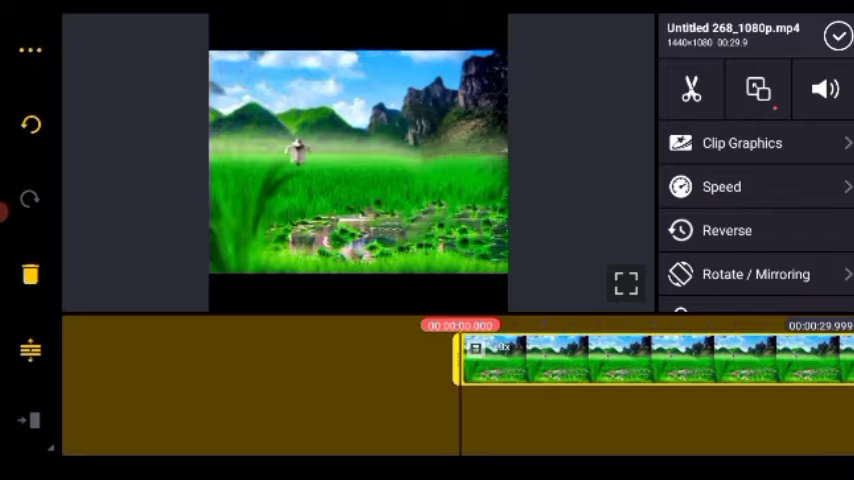 Untitled 268_1080p.mp4
1440×1080 00:29.9
Clip Graphics
Speed
Reverse
Rotate / Mirroring
00:00:00.000
00:00:29.999